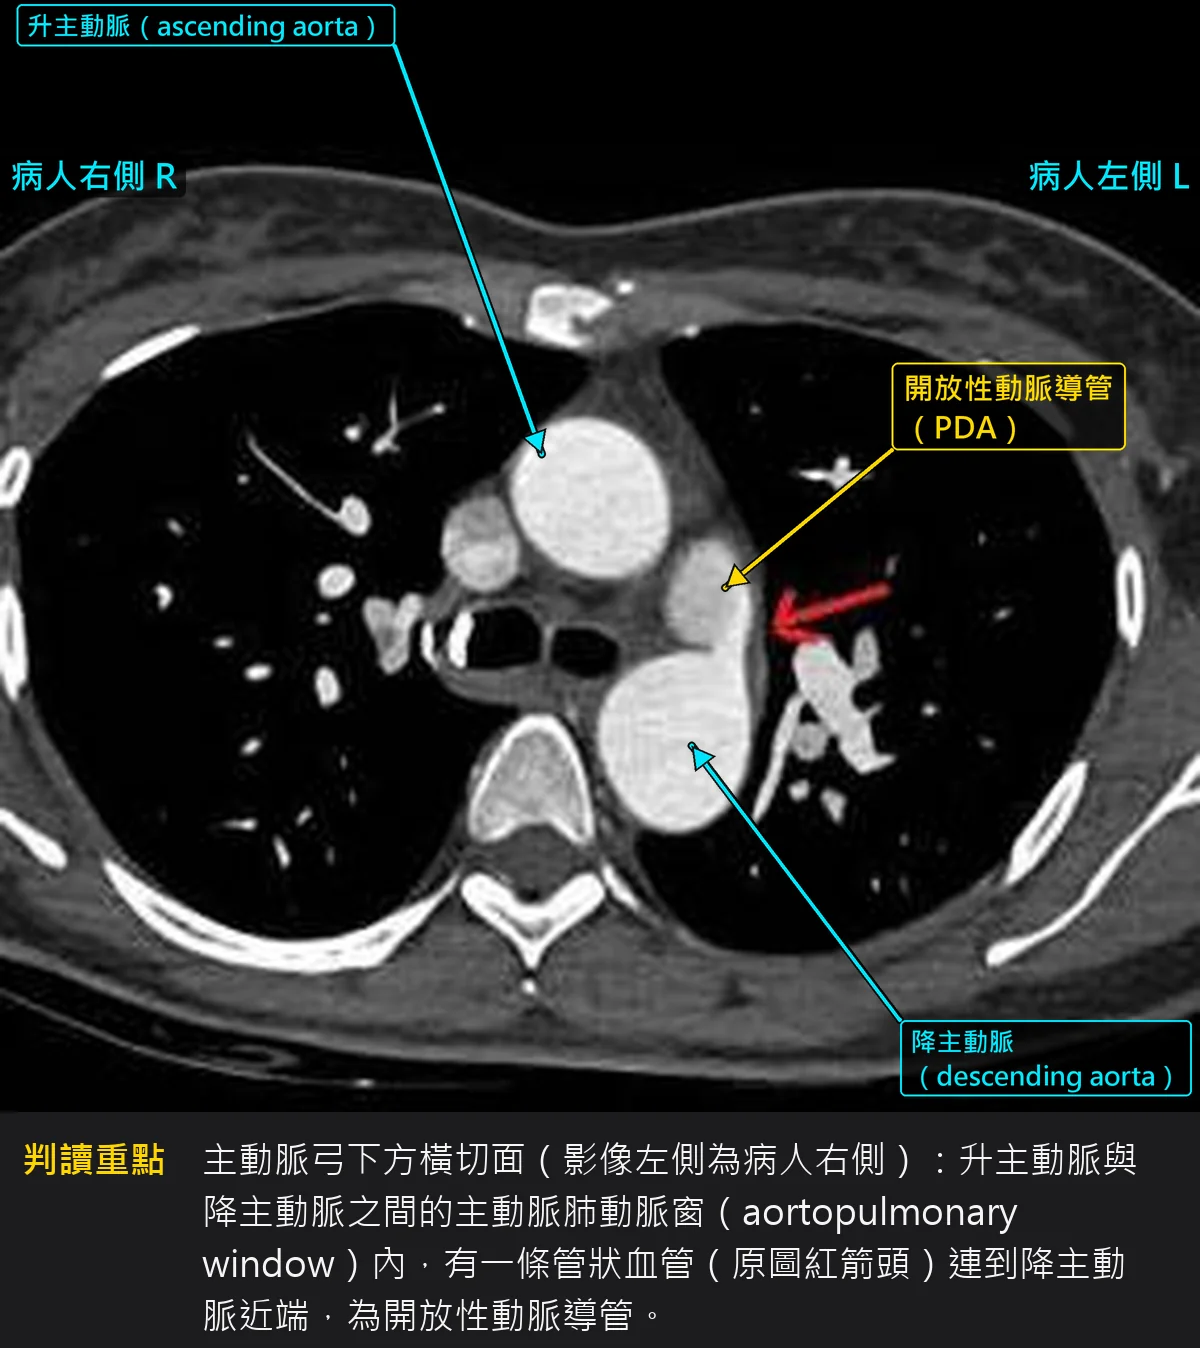 升主動脈（ascending aorta）
病人右側 R
病人左側 L
開放性動脈導管
（PDA）
降主動脈
（descending aorta）
判讀重點
主動脈弓下方橫切面（影像左側為病人右側）：升主動脈與
降主動脈之間的主動脈肺動脈窗（aortopulmonary
window）內，有一條管狀血管（原圖紅箭頭）連到降主動
脈近端，為開放性動脈導管。